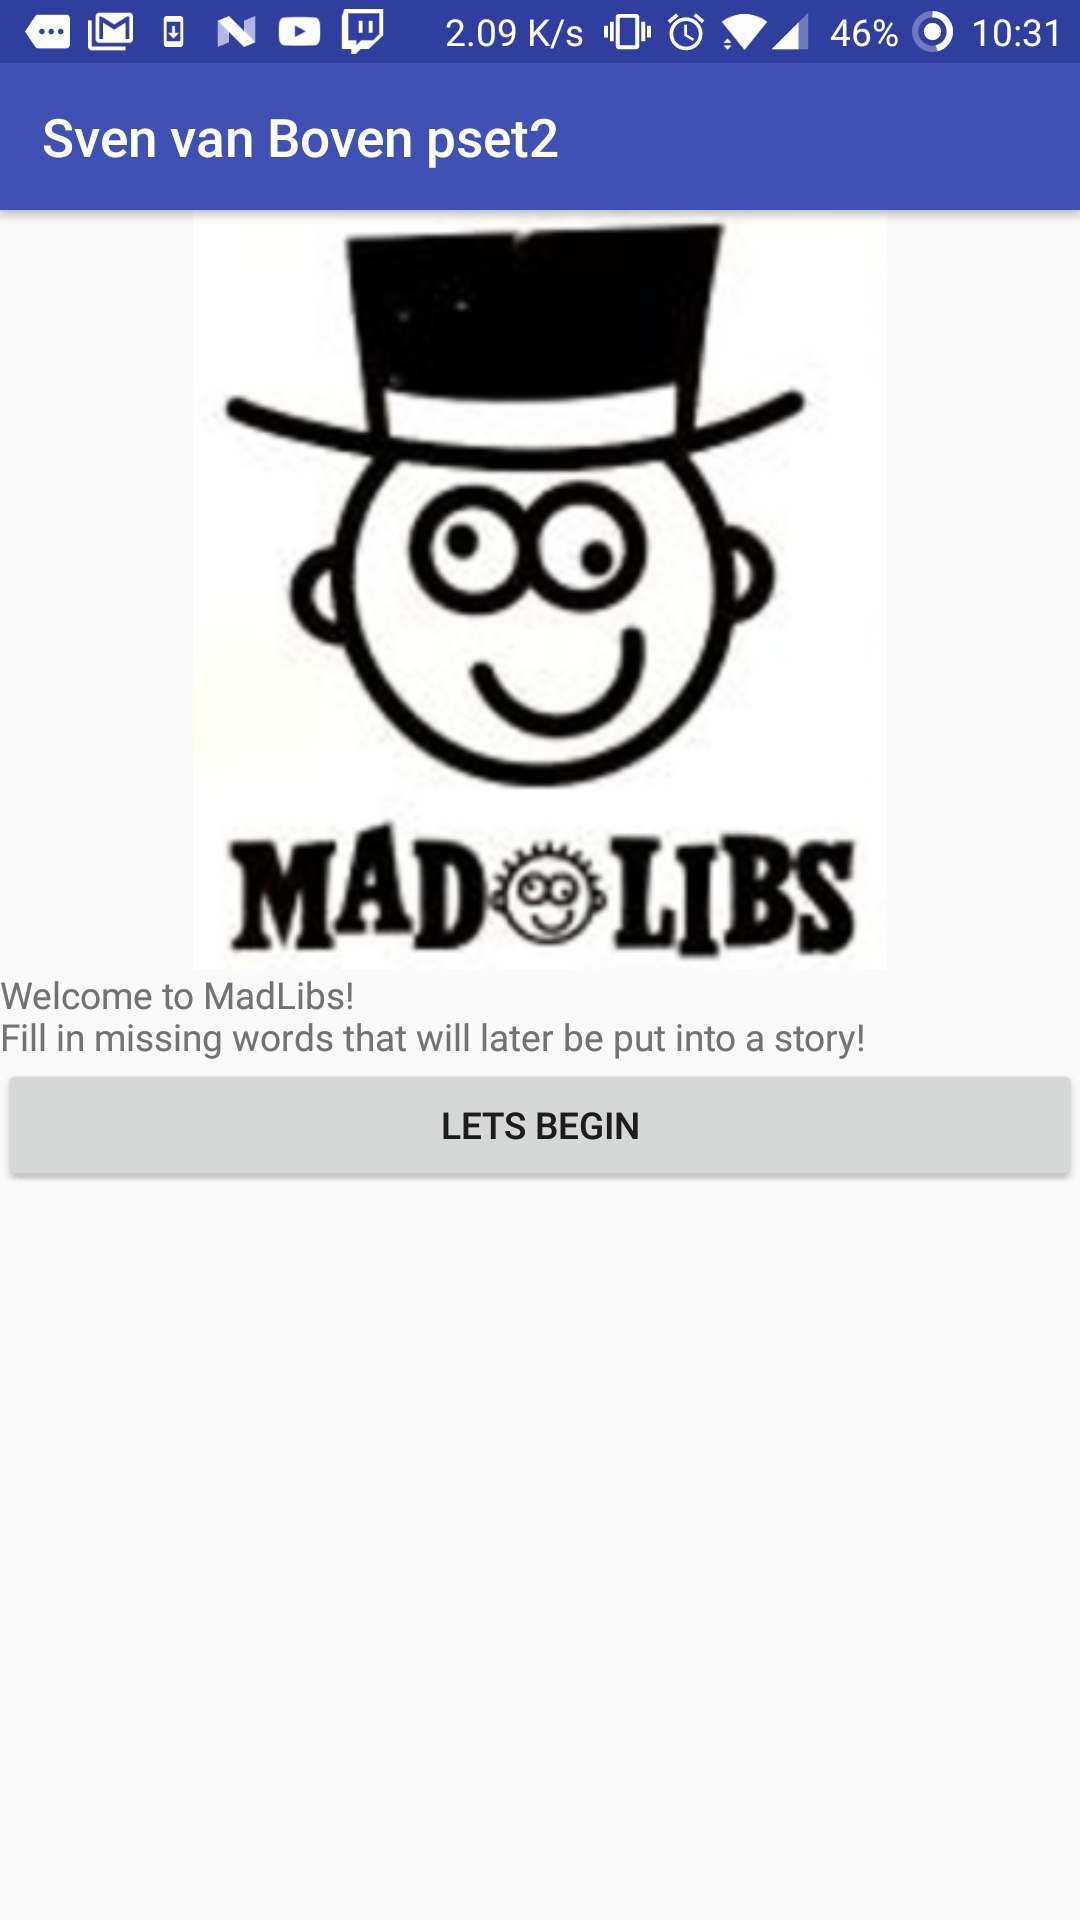 2.09 K/s 46% 10:31
Sven van Boven pset2
MAD LIBS
Welcome to MadLibs!
Fill in missing words that will later be put into a story!
LETS BEGIN